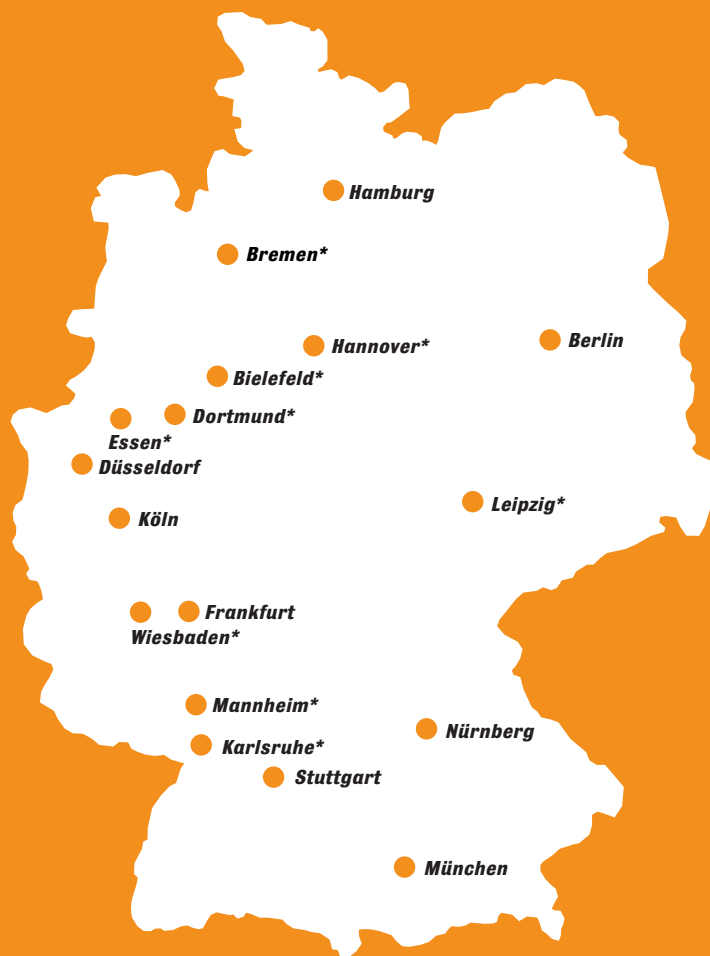 Hamburg
Bremen*
Hannover*
Berlin
Bielefeld*
Dortmund*
Essen*
Düsseldorf
Leipzig*
Köln
Frankfurt
Wiesbaden*
Mannheim*
Nürnberg
Karlsruhe*
Stuttgart
München